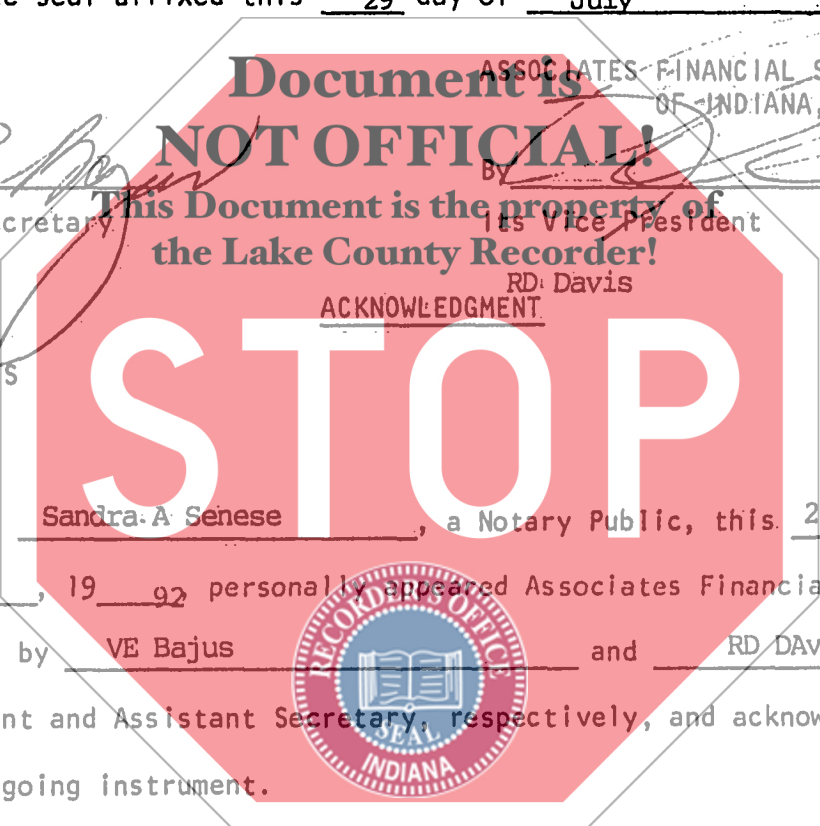 seal affixed this 29 day of July
Document is
ASSOCIATES FINANCIAL S
OF INDIANA,
NOT OFFICIAL!
By
This Document is the property of
cretary
Its Vice President
the Lake County Recorder!
RD Davis
ACKNOWLEDGMENT
S
STOP
Sandra A Senese, a Notary Public, this 2
, 19 92 personally appeared Associates Financia
by VE Bajus and RD DAv
nt and Assistant Secretary, respectively, and acknow
going instrument.
RECORDER'S OFFICE
SEAL
INDIANA